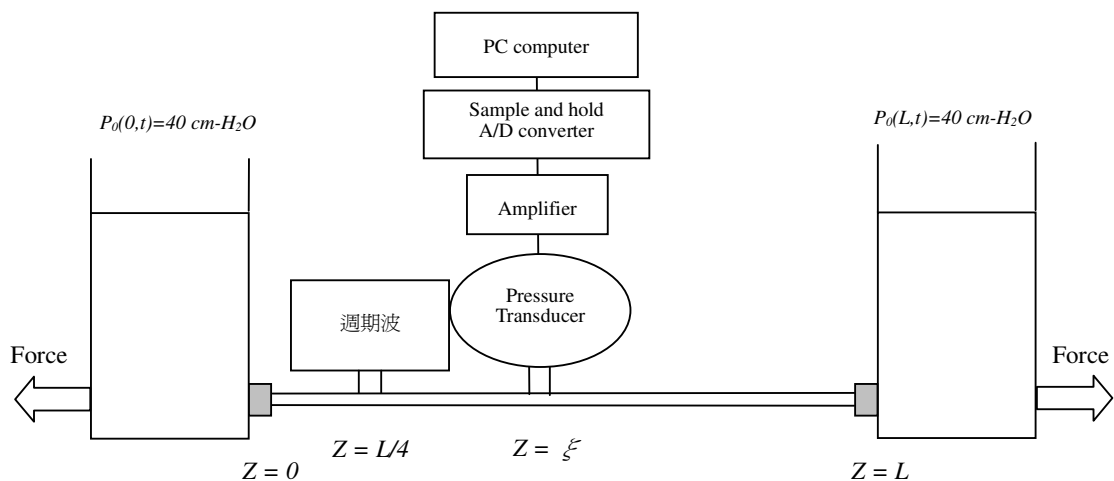 PC computer
Sample and hold
A/D converter
P₀(0,t)=40 cm-H₂O
P₀(L,t)=40 cm-H₂O
Amplifier
Pressure
Transducer
週期波
Force
Force
Z = L/4
Z = ξ
Z = 0
Z = L